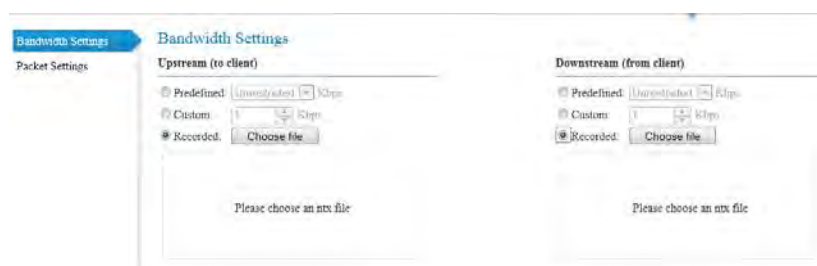 Bandwidth Settings
Packet Settings
Bandwidth Settings
Upstream (to client)
Predefined: Unrestricted Kbps
Custom: 1 Kbps
Recorded: Choose file
Please choose an ntx file
Downstream (from client)
Predefined: Unrestricted Kbps
Custom: 1 Kbps
Recorded: Choose file
Please choose an ntx file